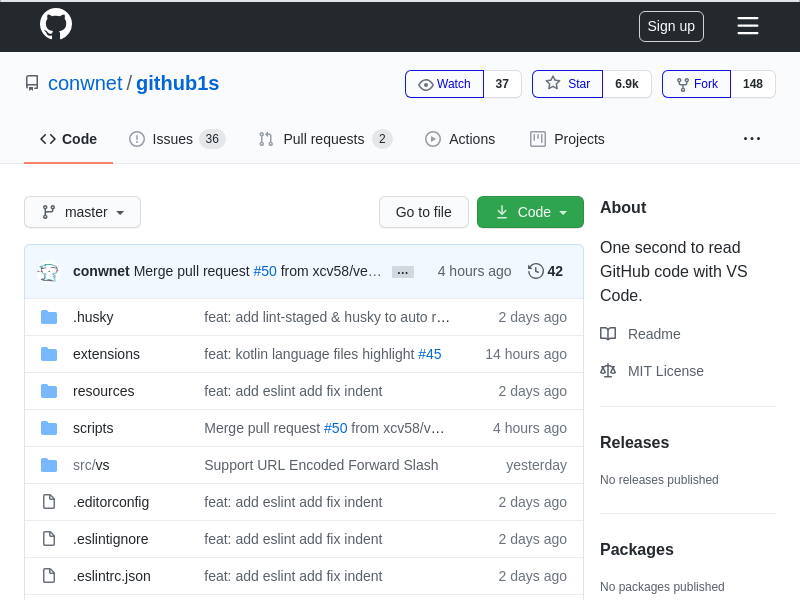 Sign up
conwnet / github1s
Watch 37 Star 6.9k Fork 148
Code Issues 36 Pull requests 2 Actions Projects ...
master Go to file Code
conwnet Merge pull request #50 from xcv58/ve… ... 4 hours ago 42
.husky feat: add lint-staged & husky to auto r… 2 days ago
extensions feat: kotlin language files highlight #45 14 hours ago
resources feat: add eslint add fix indent 2 days ago
scripts Merge pull request #50 from xcv58/v… 4 hours ago
src/vs Support URL Encoded Forward Slash yesterday
.editorconfig feat: add eslint add fix indent 2 days ago
.eslintignore feat: add eslint add fix indent 2 days ago
.eslintrc.json feat: add eslint add fix indent 2 days ago
About
One second to read
GitHub code with VS
Code.
Readme
MIT License
Releases
No releases published
Packages
No packages published